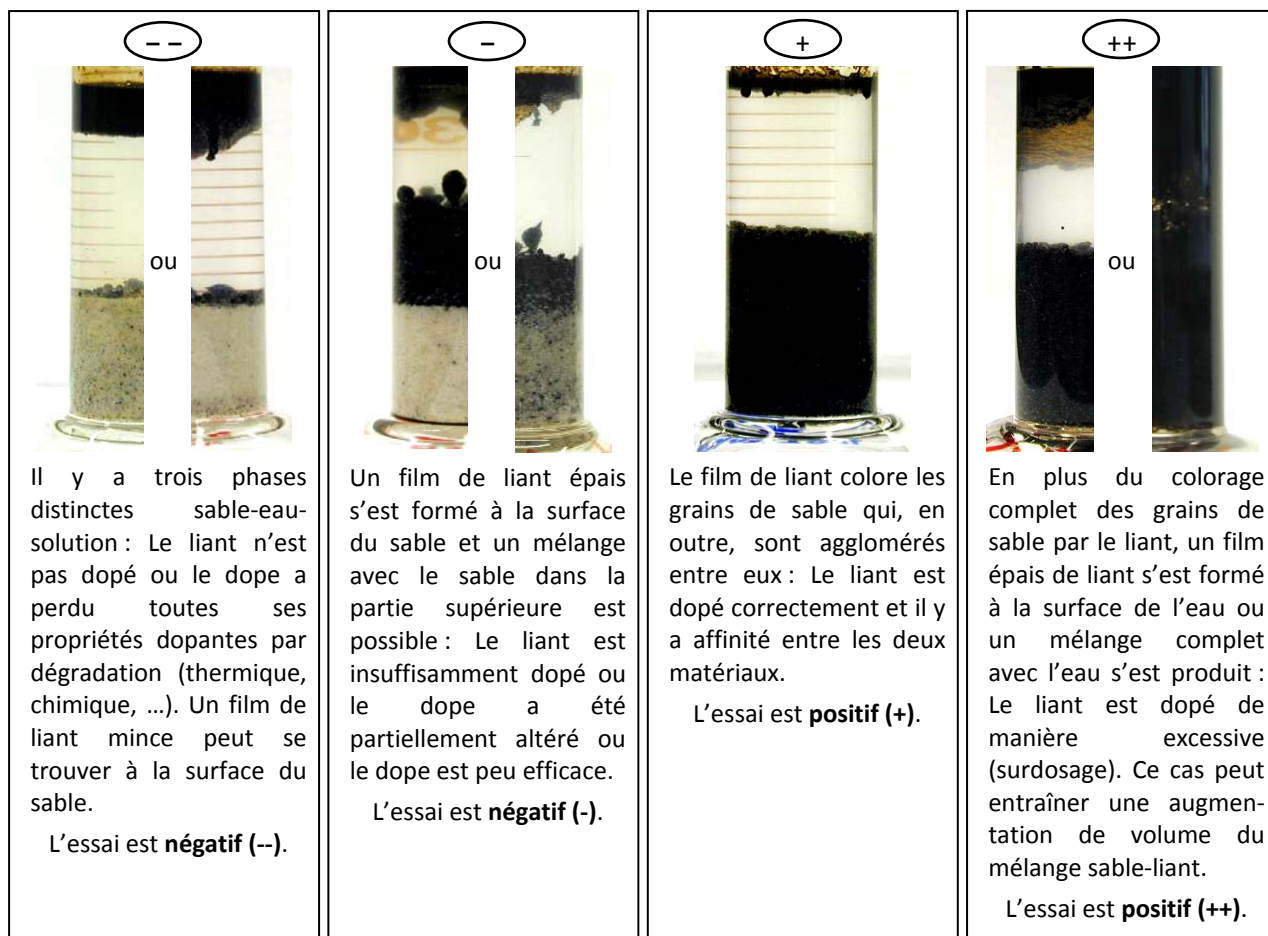 – –
ou
Il y a trois phases
distinctes sable-eau-
solution : Le liant n’est
pas dopé ou le dope a
perdu toutes ses
propriétés dopantes par
dégradation (thermique,
chimique, …). Un film de
liant mince peut se
trouver à la surface du
sable.
L’essai est négatif (--).
–
30
ou
Un film de liant épais
s’est formé à la surface
du sable et un mélange
avec le sable dans la
partie supérieure est
possible : Le liant est
insuffisamment dopé ou
le dope a été
partiellement altéré ou
le dope est peu efficace.
L’essai est négatif (-).
+
Le film de liant colore les
grains de sable qui, en
outre, sont agglomérés
entre eux : Le liant est
dopé correctement et il y
a affinité entre les deux
matériaux.
L’essai est positif (+).
++
ou
En plus du colorage
complet des grains de
sable par le liant, un film
épais de liant s’est formé
à la surface de l’eau ou
un mélange complet
avec l’eau s’est produit :
Le liant est dopé de
manière excessive
(surdosage). Ce cas peut
entraîner une augmen-
tation de volume du
mélange sable-liant.
L’essai est positif (++).